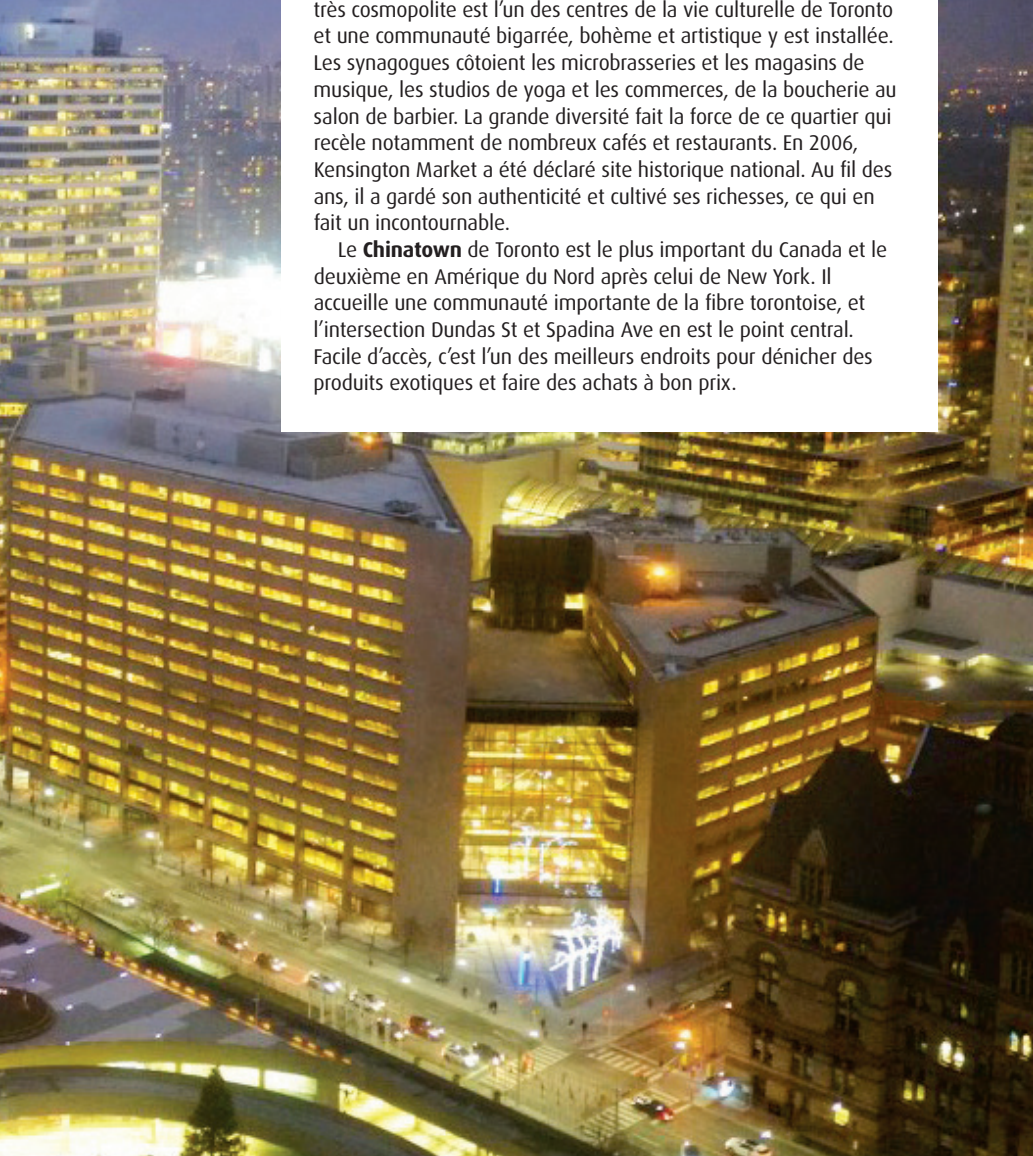 très cosmopolite est l’un des centres de la vie culturelle de Toronto
et une communauté bigarrée, bohème et artistique y est installée.
Les synagogues côtoient les microbrasseries et les magasins de
musique, les studios de yoga et les commerces, de la boucherie au
salon de barbier. La grande diversité fait la force de ce quartier qui
recèle notamment de nombreux cafés et restaurants. En 2006,
Kensington Market a été déclaré site historique national. Au fil des
ans, il a gardé son authenticité et cultivé ses richesses, ce qui en
fait un incontournable.
Le Chinatown de Toronto est le plus important du Canada et le
deuxième en Amérique du Nord après celui de New York. Il
accueille une communauté importante de la fibre torontoise, et
l’intersection Dundas St et Spadina Ave en est le point central.
Facile d’accès, c’est l’un des meilleurs endroits pour dénicher des
produits exotiques et faire des achats à bon prix.